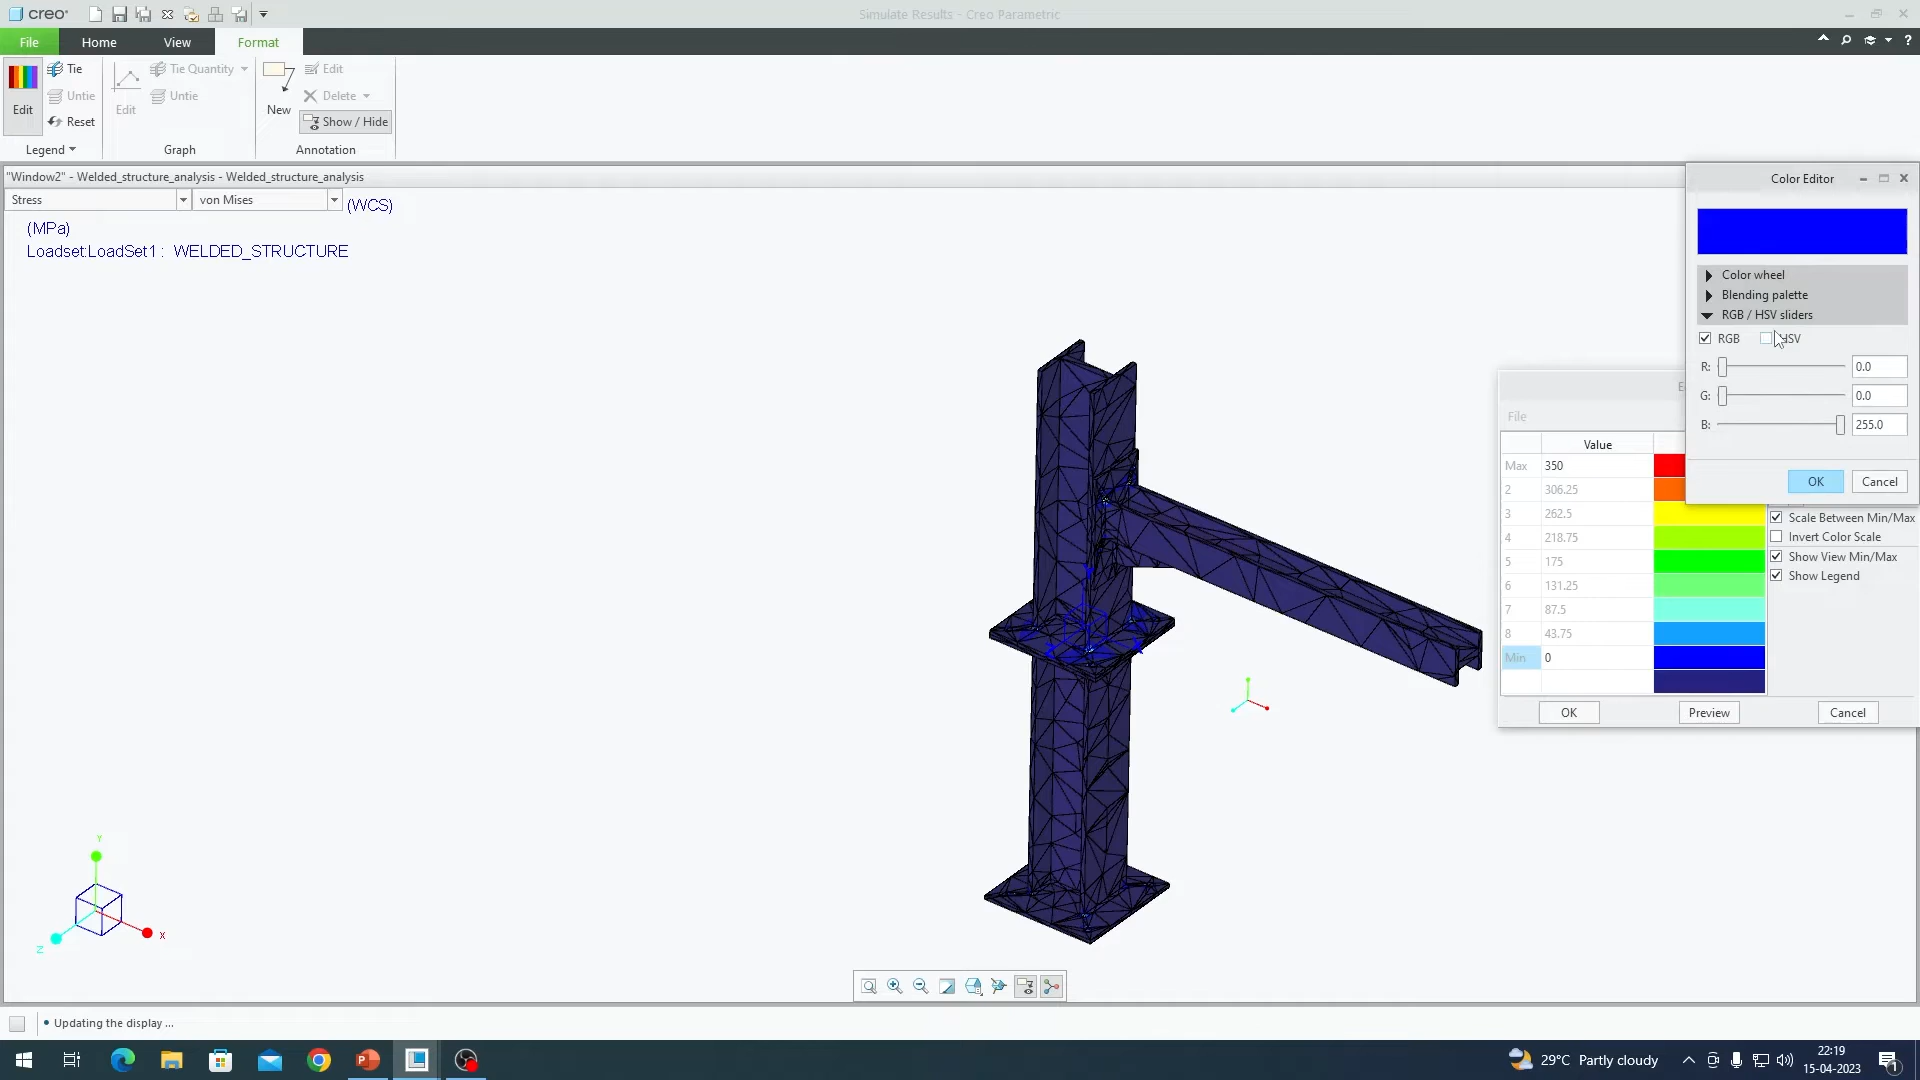 creo
Simulate Results - Creo Parametric
File
Home
View
Format
Edit
Tie
Untie
Reset
Legend
Edit
Tie Quantity
Untie
Graph
New
Edit
Delete
Show / Hide
Annotation
"Window2" - Welded_structure_analysis - Welded_structure_analysis
Stress
von Mises
(WCS)
(MPa)
Loadset:LoadSet1 : WELDED_STRUCTURE
Color Editor
Color wheel
Blending palette
RGB / HSV sliders
RGB
R: 0.0
G: 0.0
B: 255.0
OK
Cancel
File
Value
Max 350
2 306.25
3 262.5
4 218.75
5 175
6 131.25
7 87.5
8 43.75
Min 0
Scale Between Min/Max
Invert Color Scale
Show View Min/Max
Show Legend
OK
Preview
Cancel
Y
X
Z
• Updating the display ...
29°C Partly cloudy
22:19
15-04-2023
1